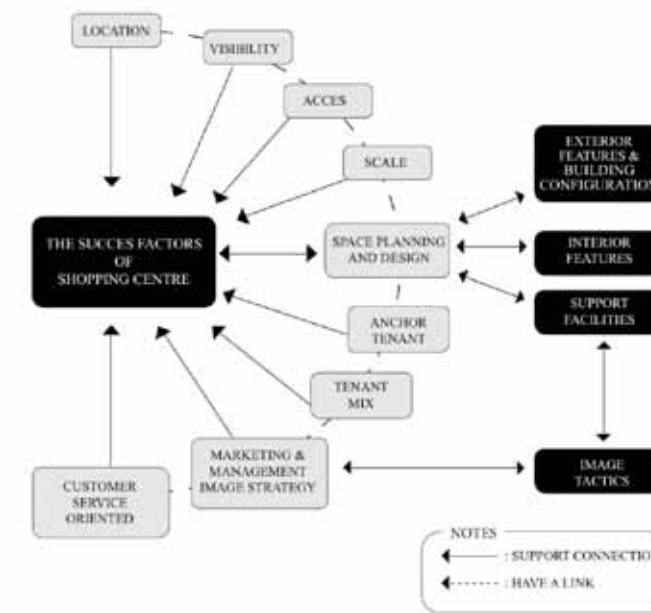 LOCATION
VISIBILITY
ACCES
SCALE
EXTERIOR
FEATURES &
BUILDING
CONFIGURATION
THE SUCCES FACTORS
OF
SHOPPING CENTRE
SPACE PLANNING
AND DESIGN
INTERIOR
FEATURES
SUPPORT
FACILITIES
ANCHOR
TENANT
TENANT
MIX
MARKETING &
MANAGEMENT
IMAGE STRATEGY
IMAGE
TACTICS
CUSTOMER
SERVICE
ORIENTED
NOTES
: SUPPORT CONNECTIO
: HAVE A LINK